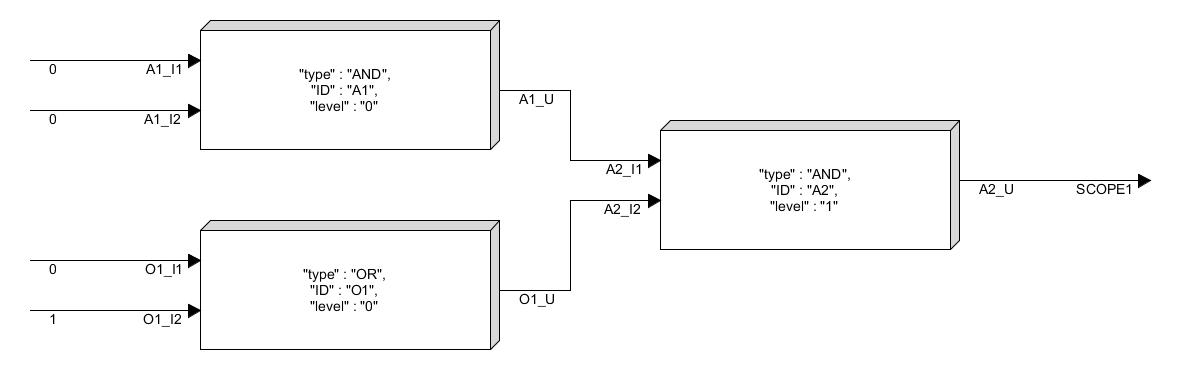 0
A1_I1
0
A1_I2
"type" : "AND",
"ID" : "A1",
"level" : "0"
A1_U
0
O1_I1
1
O1_I2
"type" : "OR",
"ID" : "O1",
"level" : "0"
O1_U
A2_I1
A2_I2
"type" : "AND",
"ID" : "A2",
"level" : "1"
A2_U
SCOPE1